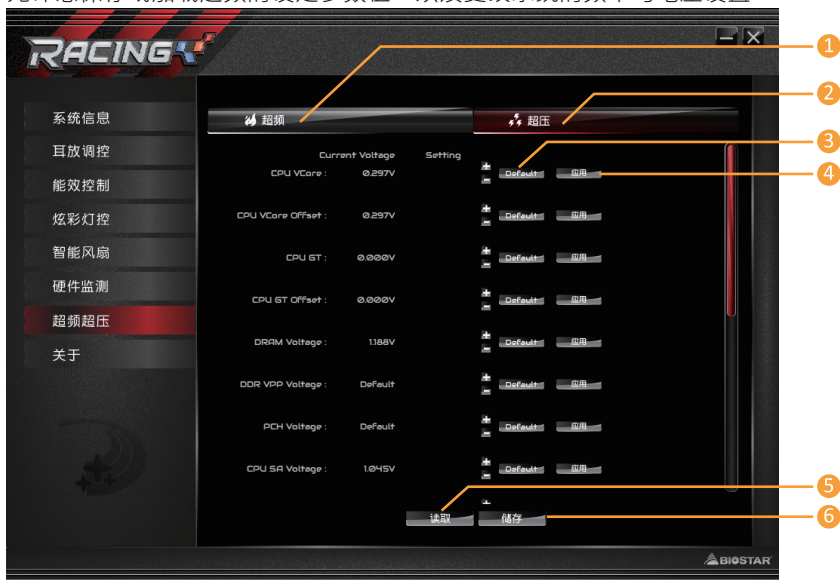 RACING
1
2
3
4
5
6
系统信息
耳放调控
能效控制
炫彩灯控
智能风扇
硬件监测
超频超压
关于
超频
超压
Current Voltage Setting
CPU VCore : 0.297V Default 应用
CPU VCore Offset : 0.297V Default 应用
CPU GT : 0.000V Default 应用
CPU GT Offset : 0.000V Default 应用
DRAM Voltage : 1.188V Default 应用
DDR VPP Voltage : Default Default 应用
PCH Voltage : Default Default 应用
CPU SA Voltage : 1.045V Default 应用
读取 储存
BIOSTAR